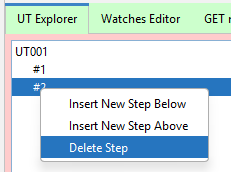 UT Explorer Watches Editor GET
UT001
#1
#2
Insert New Step Below
Insert New Step Above
Delete Step